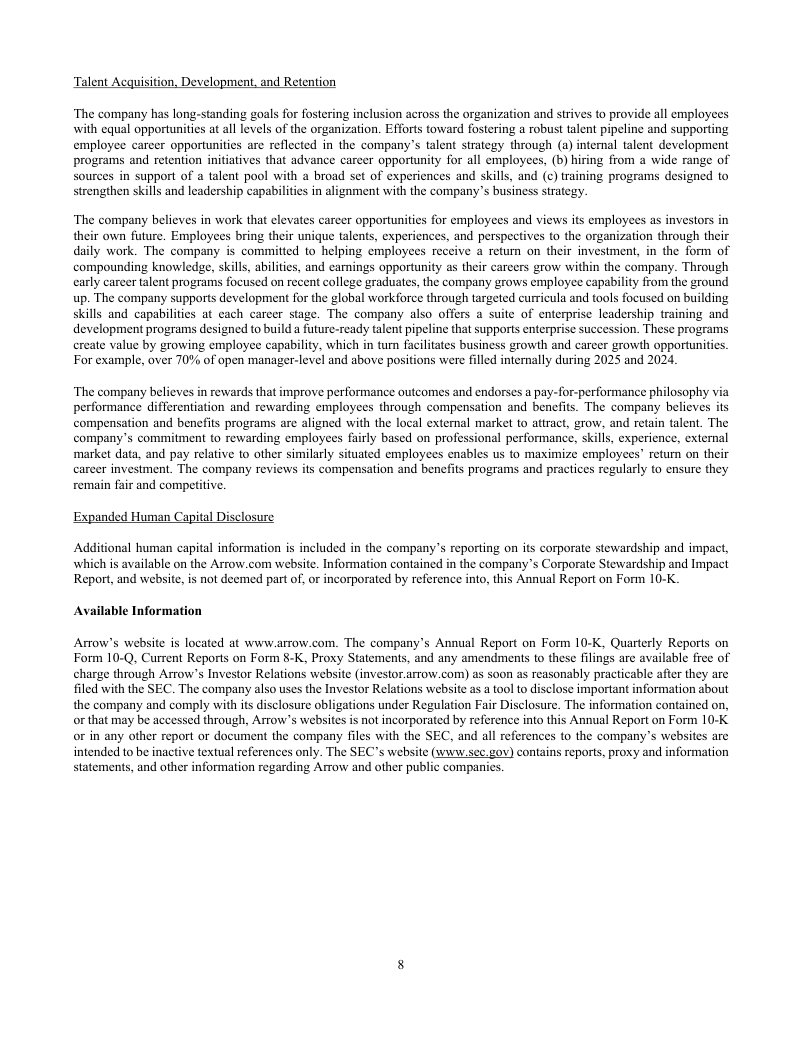 Talent Acquisition, Development, and Retention
The company has long-standing goals for fostering inclusion across the organization and strives to provide all employees
with equal opportunities at all levels of the organization. Efforts toward fostering a robust talent pipeline and supporting
employee career opportunities are reflected in the company’s talent strategy through (a) internal talent development
programs and retention initiatives that advance career opportunity for all employees, (b) hiring from a wide range of
sources in support of a talent pool with a broad set of experiences and skills, and (c) training programs designed to
strengthen skills and leadership capabilities in alignment with the company’s business strategy.
The company believes in work that elevates career opportunities for employees and views its employees as investors in
their own future. Employees bring their unique talents, experiences, and perspectives to the organization through their
daily work. The company is committed to helping employees receive a return on their investment, in the form of
compounding knowledge, skills, abilities, and earnings opportunity as their careers grow within the company. Through
early career talent programs focused on recent college graduates, the company grows employee capability from the ground
up. The company supports development for the global workforce through targeted curricula and tools focused on building
skills and capabilities at each career stage. The company also offers a suite of enterprise leadership training and
development programs designed to build a future-ready talent pipeline that supports enterprise succession. These programs
create value by growing employee capability, which in turn facilitates business growth and career growth opportunities.
For example, over 70% of open manager-level and above positions were filled internally during 2025 and 2024.
The company believes in rewards that improve performance outcomes and endorses a pay-for-performance philosophy via
performance differentiation and rewarding employees through compensation and benefits. The company believes its
compensation and benefits programs are aligned with the local external market to attract, grow, and retain talent. The
company’s commitment to rewarding employees fairly based on professional performance, skills, experience, external
market data, and pay relative to other similarly situated employees enables us to maximize employees’ return on their
career investment. The company reviews its compensation and benefits programs and practices regularly to ensure they
remain fair and competitive.
Expanded Human Capital Disclosure
Additional human capital information is included in the company’s reporting on its corporate stewardship and impact,
which is available on the Arrow.com website. Information contained in the company’s Corporate Stewardship and Impact
Report, and website, is not deemed part of, or incorporated by reference into, this Annual Report on Form 10-K.
Available Information
Arrow’s website is located at www.arrow.com. The company’s Annual Report on Form 10-K, Quarterly Reports on
Form 10-Q, Current Reports on Form 8-K, Proxy Statements, and any amendments to these filings are available free of
charge through Arrow’s Investor Relations website (investor.arrow.com) as soon as reasonably practicable after they are
filed with the SEC. The company also uses the Investor Relations website as a tool to disclose important information about
the company and comply with its disclosure obligations under Regulation Fair Disclosure. The information contained on,
or that may be accessed through, Arrow’s websites is not incorporated by reference into this Annual Report on Form 10-K
or in any other report or document the company files with the SEC, and all references to the company’s websites are
intended to be inactive textual references only. The SEC’s website (www.sec.gov) contains reports, proxy and information
statements, and other information regarding Arrow and other public companies.
8